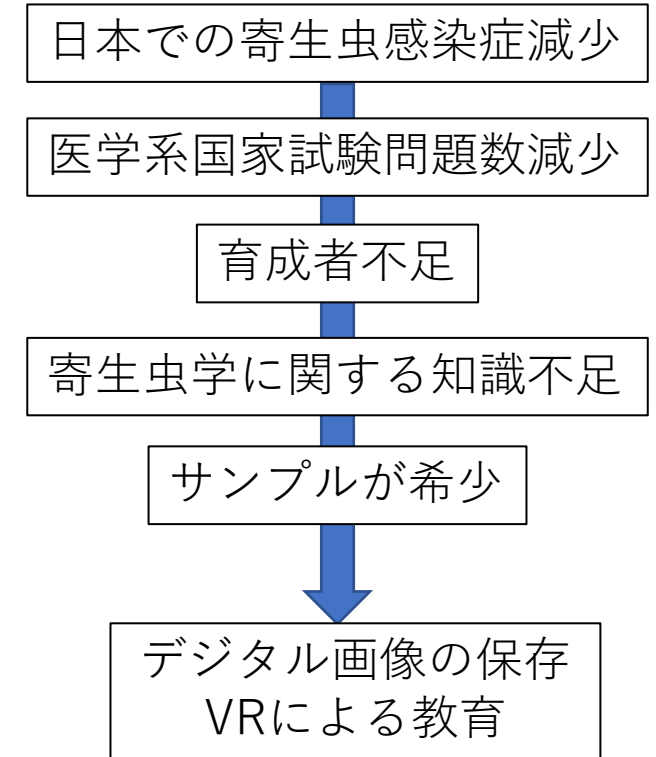 日本での寄生虫感染症減少
医学系国家試験問題数減少
育成者不足
寄生虫学に関する知識不足
サンプルが希少
デジタル画像の保存
VRによる教育